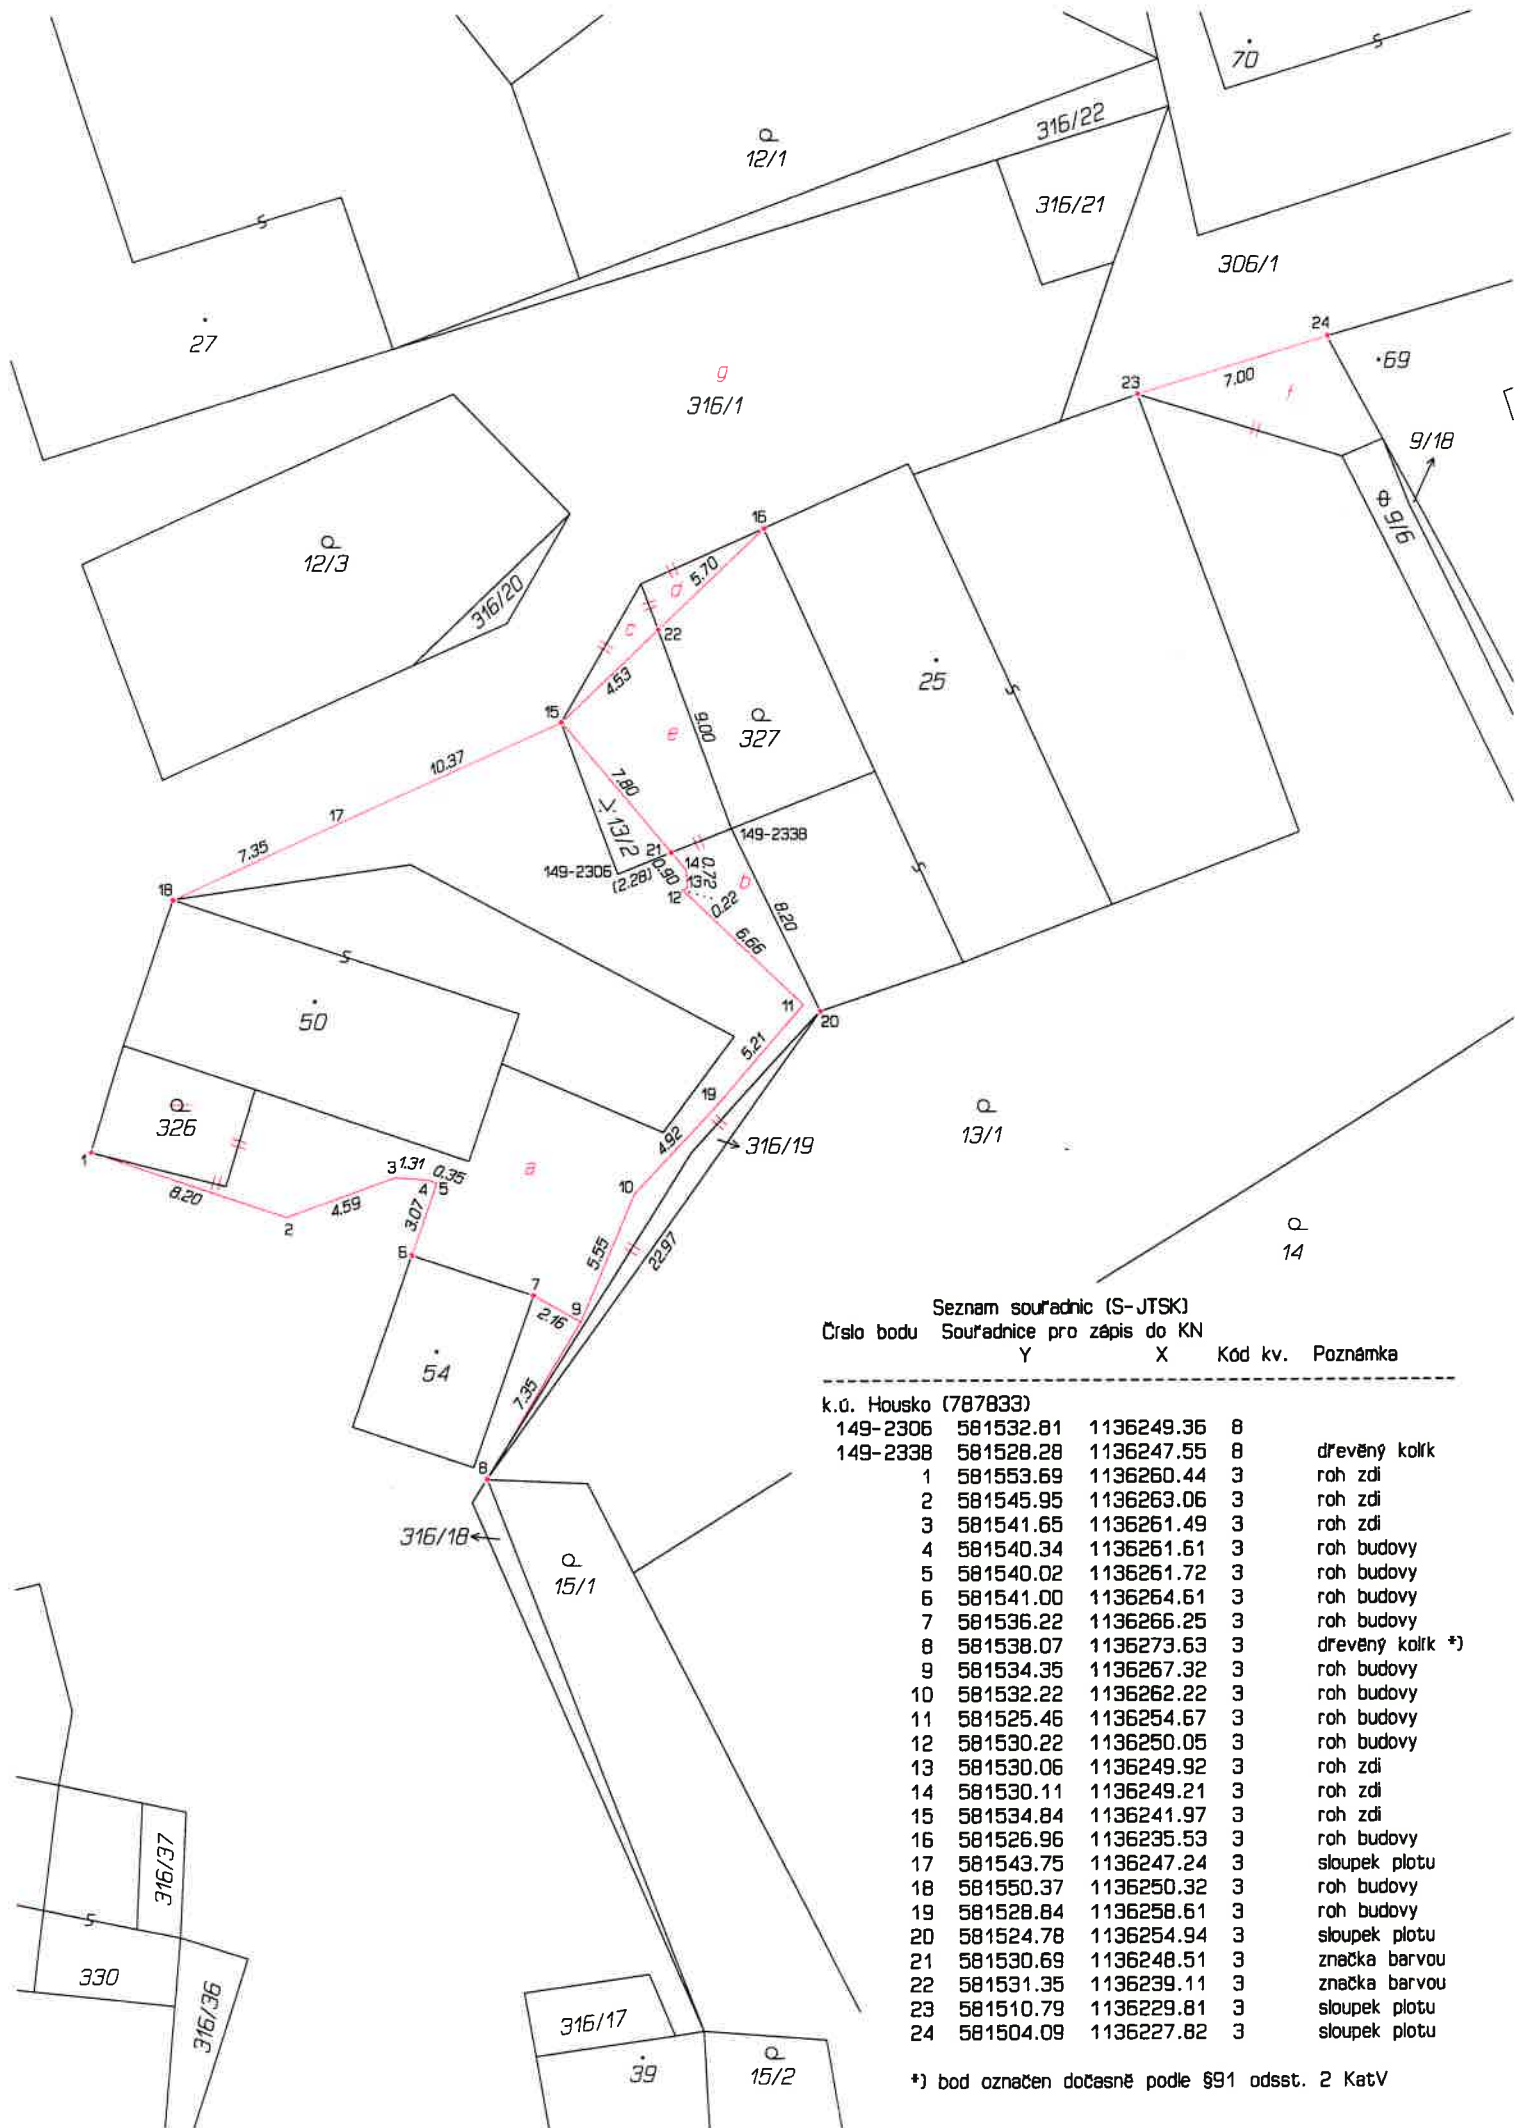 70
12/1
316/22
316/21
306/1
27
24
69
7.00
23
f
g
316/1
9/18
9/6
12/3
16
316/20
5.70
d
c
22
4.53
25
15
e
9.00
327
10.37
7.80
17
13/2
7.35
149-2338
21
14
149-2306
(2.28)
0.90
13
0.72
b
12
0.22
18
8.20
6.66
11
20
50
5.21
19
326
13/1
4.92
316/19
1
3
1.31
0.35
a
4
5
10
8.20
4.59
3.07
2
6
5.55
22.97
14
7
9
2.16
54
7.35
8
316/18
15/1
316/37
330
316/36
316/17
39
15/2
Seznam souřadnic (S-JTSK)
Číslo bodu Souřadnice pro zápis do KN
Y X Kód kv. Poznámka
k.ú. Housko (787833)
149-2306 581532.81 1136249.36 8
149-2338 581528.28 1136247.55 8 dřevěný kolík
1 581553.69 1136260.44 3 roh zdi
2 581545.95 1136263.06 3 roh zdi
3 581541.65 1136261.49 3 roh zdi
4 581540.34 1136261.61 3 roh budovy
5 581540.02 1136261.72 3 roh budovy
6 581541.00 1136264.61 3 roh budovy
7 581536.22 1136266.25 3 roh budovy
8 581538.07 1136273.63 3 dřevěný kolík *)
9 581534.35 1136267.32 3 roh budovy
10 581532.22 1136262.22 3 roh budovy
11 581525.46 1136254.67 3 roh budovy
12 581530.22 1136250.05 3 roh budovy
13 581530.06 1136249.92 3 roh zdi
14 581530.11 1136249.21 3 roh zdi
15 581534.84 1136241.97 3 roh zdi
16 581526.96 1136235.53 3 roh budovy
17 581543.75 1136247.24 3 sloupek plotu
18 581550.37 1136250.32 3 roh budovy
19 581528.84 1136258.61 3 roh budovy
20 581524.78 1136254.94 3 sloupek plotu
21 581530.69 1136248.51 3 značka barvou
22 581531.35 1136239.11 3 značka barvou
23 581510.79 1136229.81 3 sloupek plotu
24 581504.09 1136227.82 3 sloupek plotu
*) bod označen dočasně podle §91 odsst. 2 KatV